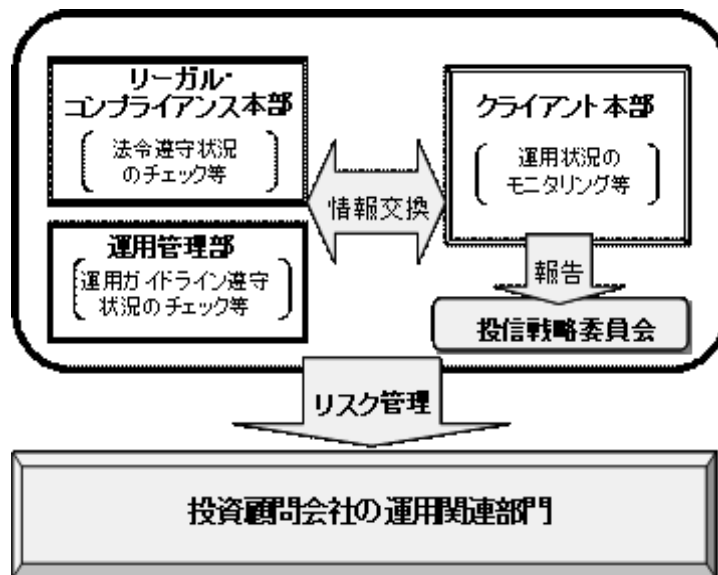 リーガル・
コンプライアンス本部
法令遵守状況
のチェック等
運用管理部
運用ガイドライン遵守
状況のチェック等
情報交換
クライアント本部
運用状況の
モニタリング等
報告
投信戦略委員会
リスク管理
投資顧問会社の運用関連部門